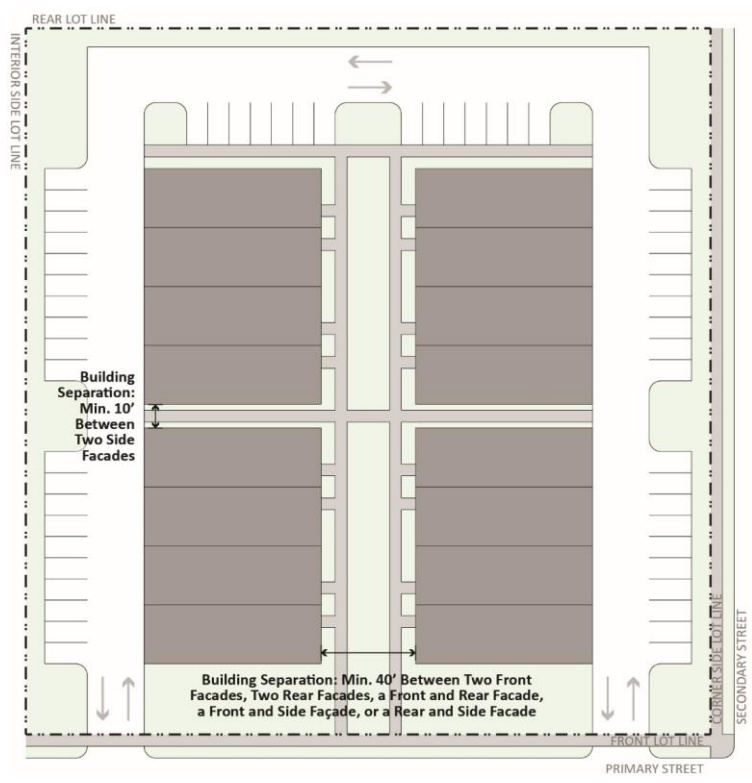 REAR LOT LINE
INTERIOR SIDE LOT LINE
Building
Separation:
Min. 10'
Between
Two Side
Facades
Building Separation: Min. 40' Between Two Front
Facades, Two Rear Facades, a Front and Rear Facade,
a Front and Side Façade, or a Rear and Side Facade
CORNER SIDE LOT LINE
SECONDARY STREET
FRONT LOT LINE
PRIMARY STREET